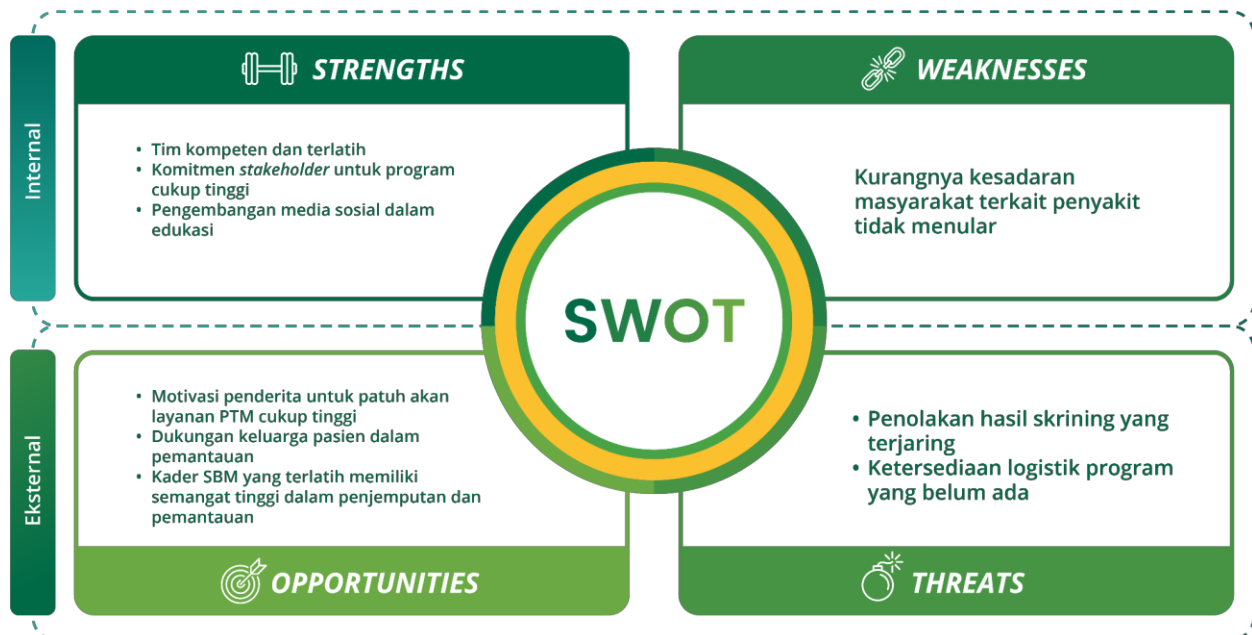 Internal
STRENGTHS
• Tim kompeten dan terlatih
• Komitmen stakeholder untuk program
cukup tinggi
• Pengembangan media sosial dalam
edukasi
WEAKNESSES
Kurangnya kesadaran
masyarakat terkait penyakit
tidak menular
SWOT
Eksternal
• Motivasi penderita untuk patuh akan
layanan PTM cukup tinggi
• Dukungan keluarga pasien dalam
pemantauan
• Kader SBM yang terlatih memiliki
semangat tinggi dalam penjemputan dan
pemantauan
OPPORTUNITIES
• Penolakan hasil skrining yang
terjaring
• Ketersediaan logistik program
yang belum ada
THREATS